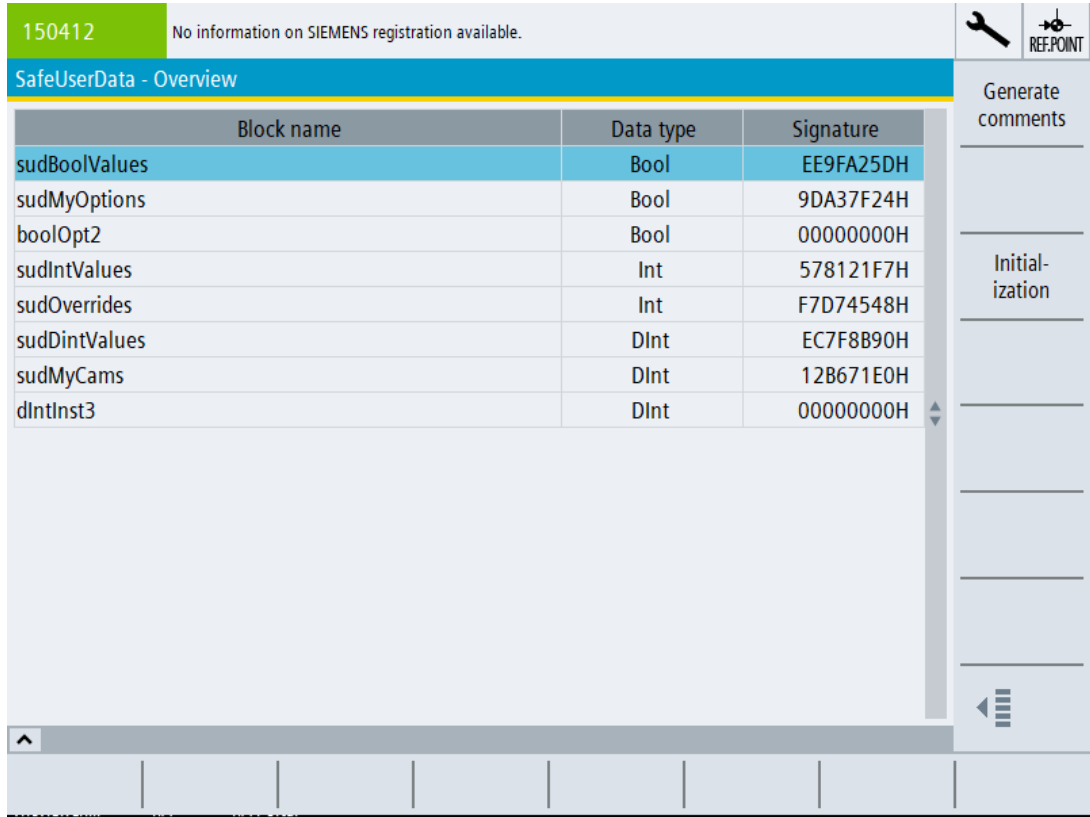 150412 No information on SIEMENS registration available.
REF.POINT
SafeUserData - Overview
Generate
comments
Block name Data type Signature
sudBoolValues Bool EE9FA25DH
sudMyOptions Bool 9DA37F24H
boolOpt2 Bool 00000000H
sudIntValues Int 578121F7H
Initial-
ization
sudOverrides Int F7D74548H
sudDintValues DInt EC7F8B90H
sudMyCams DInt 12B671E0H
dIntInst3 DInt 00000000H